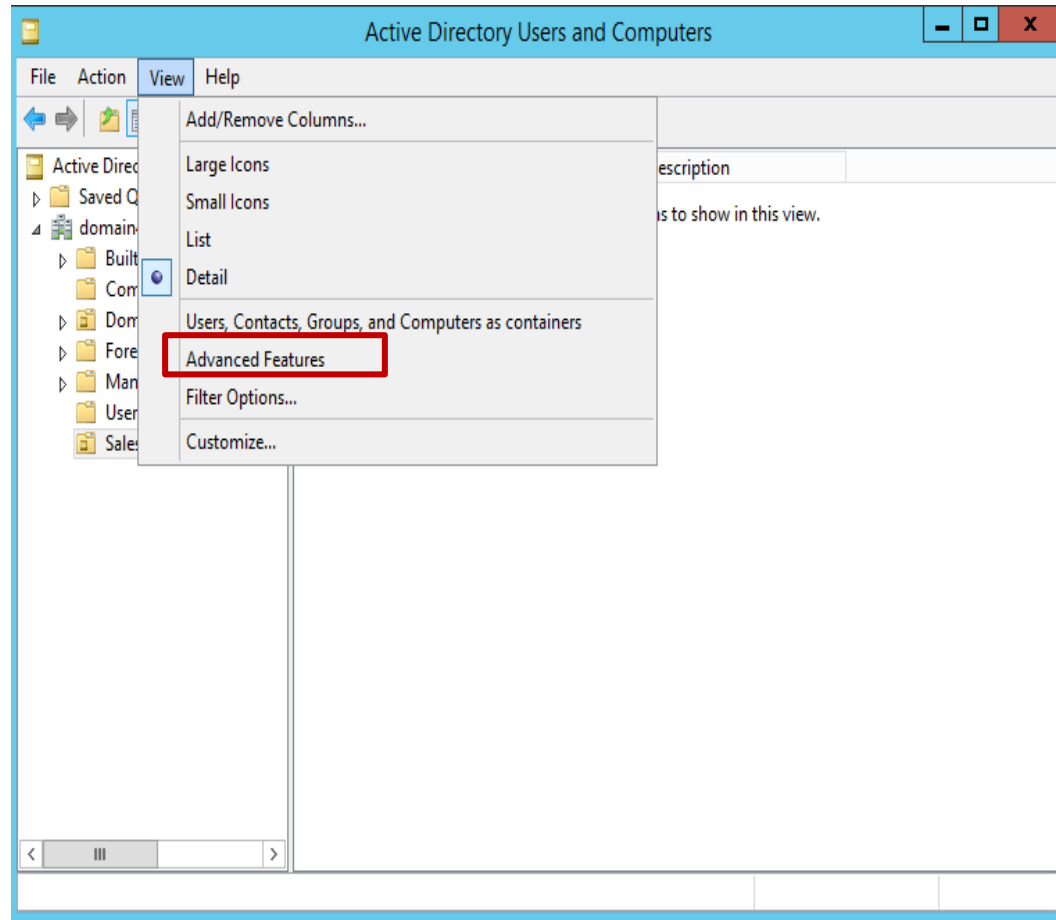 Active Directory Users and Computers
X
File Action View Help
Add/Remove Columns...
Large Icons
Small Icons
List
Detail
Users, Contacts, Groups, and Computers as containers
Advanced Features
Filter Options...
Customize...
escription
s to show in this view.
Active Direc
Saved Q
domain
Built
Com
Dom
Fore
Man
User
Sales